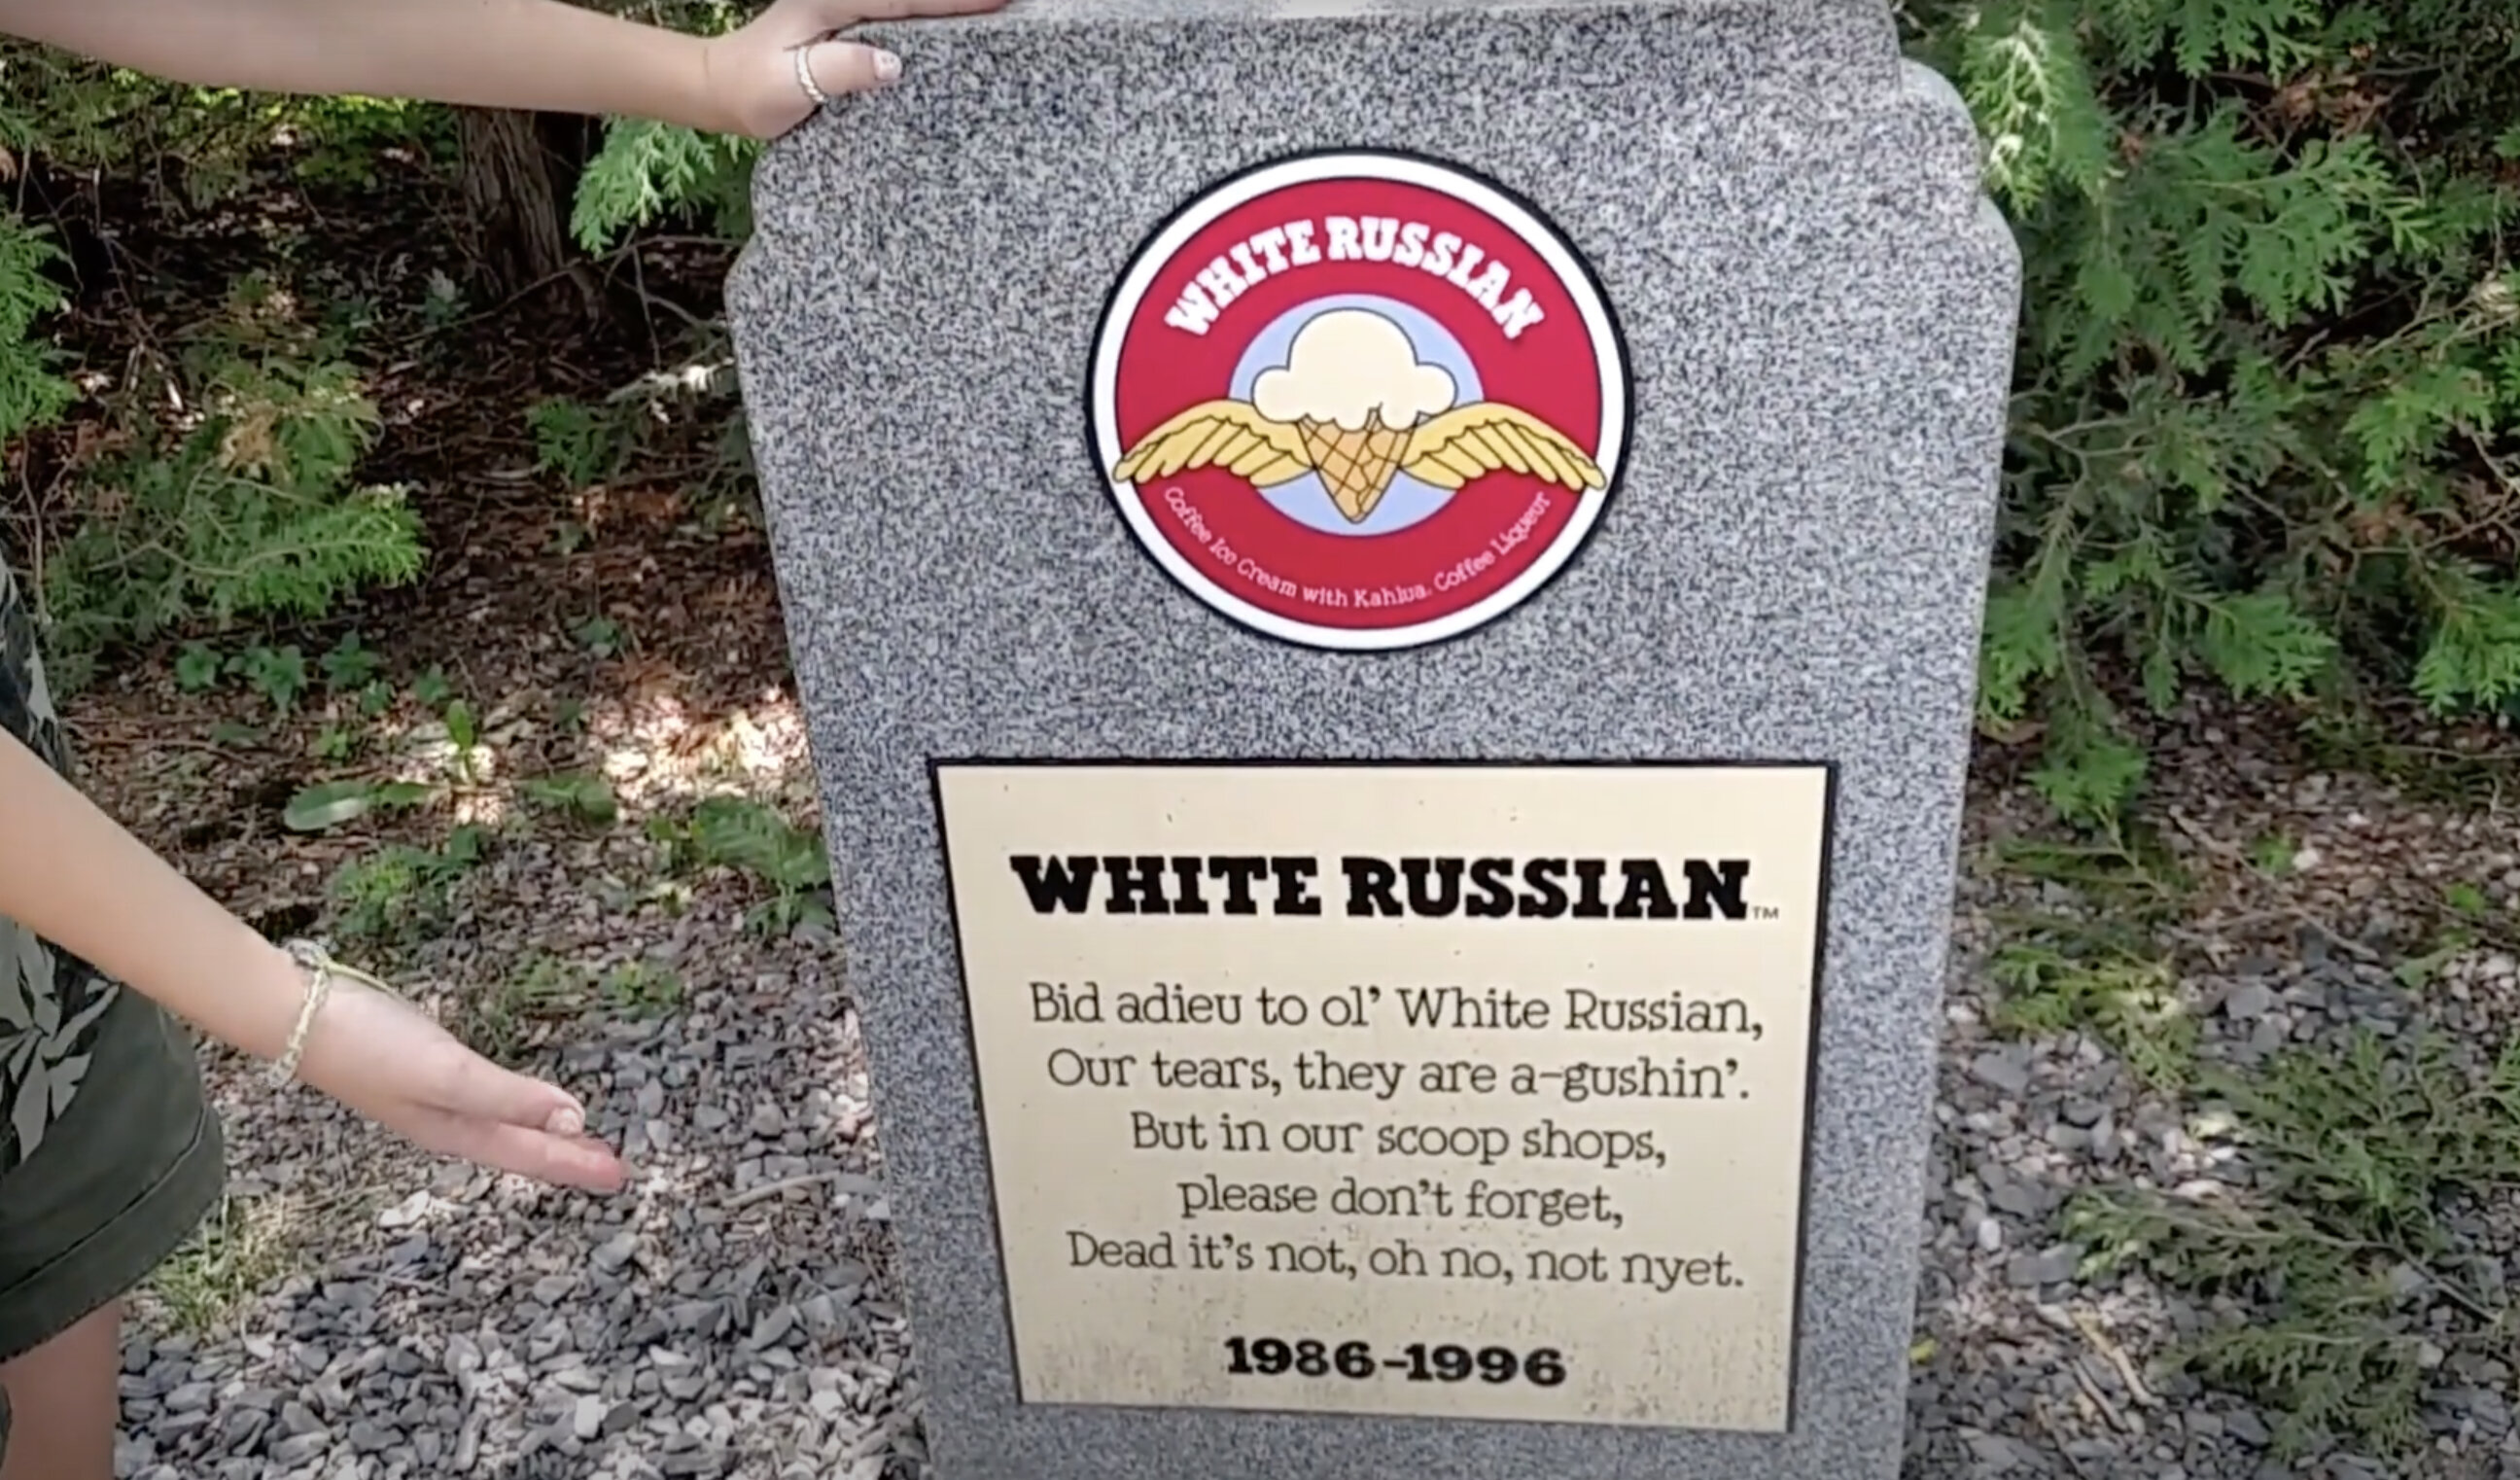 WHITE RUSSIAN
Coffee Ice Cream with Kahlua. Coffee Liqueur
WHITE RUSSIAN™
Bid adieu to ol’ White Russian,
Our tears, they are a-gushin’.
But in our scoop shops,
please don’t forget,
Dead it’s not, oh no, not nyet.
1986-1996